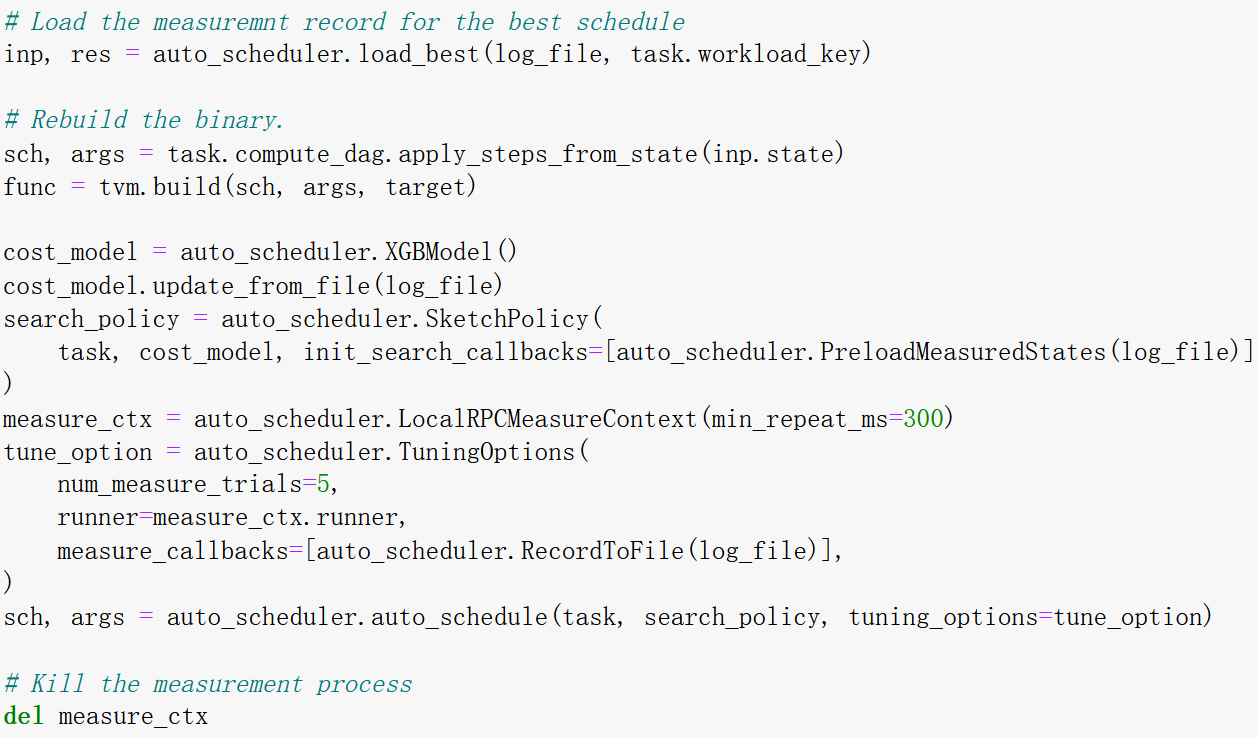 # Load the measuremnt record for the best schedule
inp, res = auto_scheduler.load_best(log_file, task.workload_key)

# Rebuild the binary.
sch, args = task.compute_dag.apply_steps_from_state(inp.state)
func = tvm.build(sch, args, target)

cost_model = auto_scheduler.XGBModel()
cost_model.update_from_file(log_file)
search_policy = auto_scheduler.SketchPolicy(
    task, cost_model, init_search_callbacks=[auto_scheduler.PreloadMeasuredStates(log_file)]
)
measure_ctx = auto_scheduler.LocalRPCMeasureContext(min_repeat_ms=300)
tune_option = auto_scheduler.TuningOptions(
    num_measure_trials=5,
    runner=measure_ctx.runner,
    measure_callbacks=[auto_scheduler.RecordToFile(log_file)],
)
sch, args = auto_scheduler.auto_schedule(task, search_policy, tuning_options=tune_option)

# Kill the measurement process
del measure_ctx